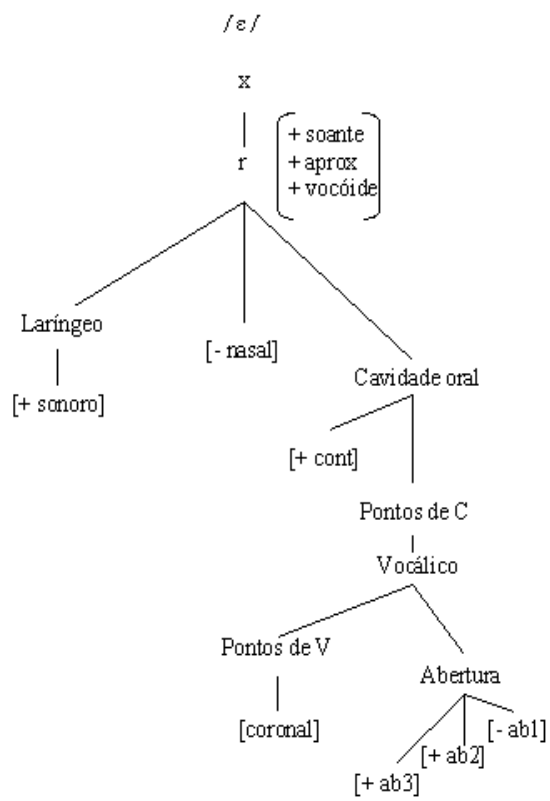 /ɛ/
x
r
+ soante
+ aprox
+ vocóide
Laríngeo
[+ sonoro]
[- nasal]
Cavidade oral
[+ cont]
Pontos de C
Vocálico
Pontos de V
[coronal]
Abertura
[- ab1]
[+ ab2]
[+ ab3]